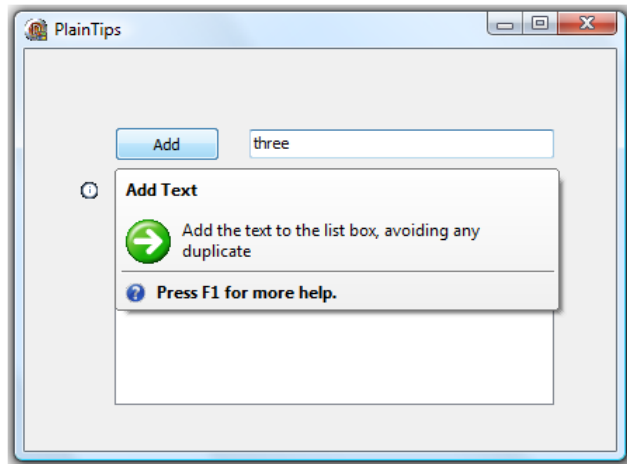 PlainTips
Add
three
Add Text
Add the text to the list box, avoiding any
duplicate
Press F1 for more help.